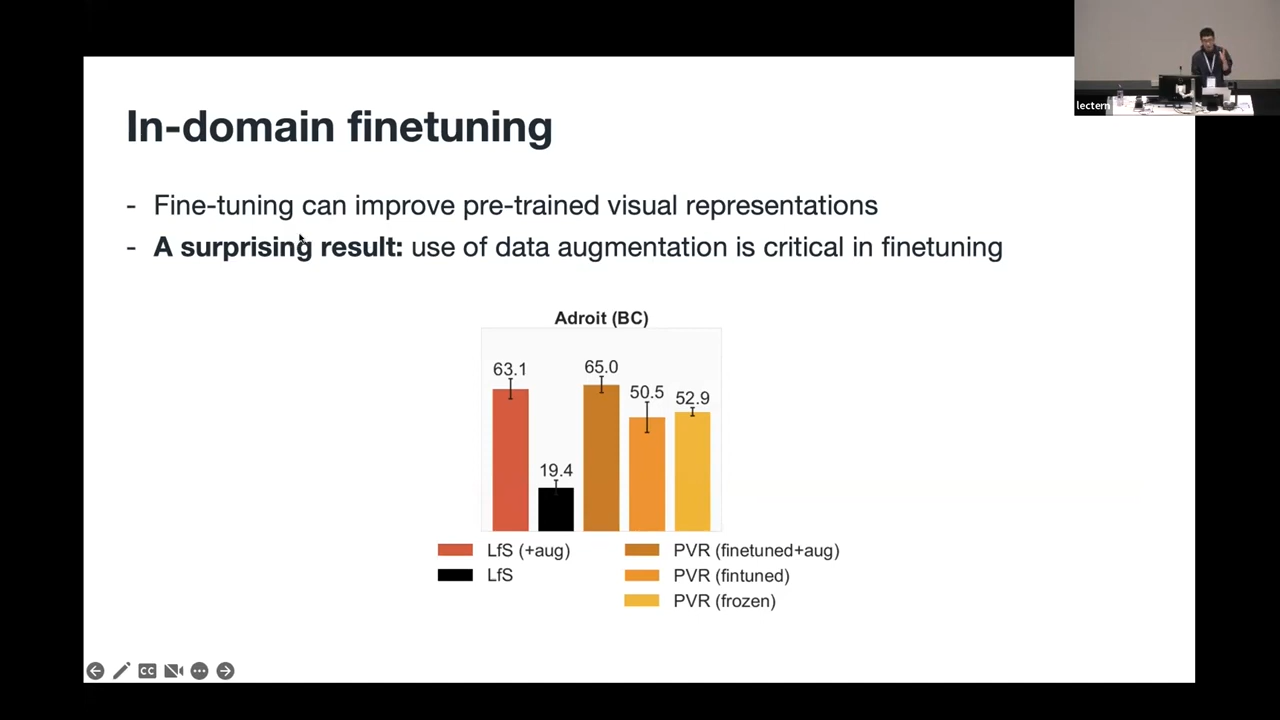 lectern
In-domain finetuning
- Fine-tuning can improve pre-trained visual representations
- A surprising result: use of data augmentation is critical in finetuning
Adroit (BC)
63.1
19.4
65.0
50.5
52.9
LfS (+aug)
LfS
PVR (finetuned+aug)
PVR (fintuned)
PVR (frozen)
CC